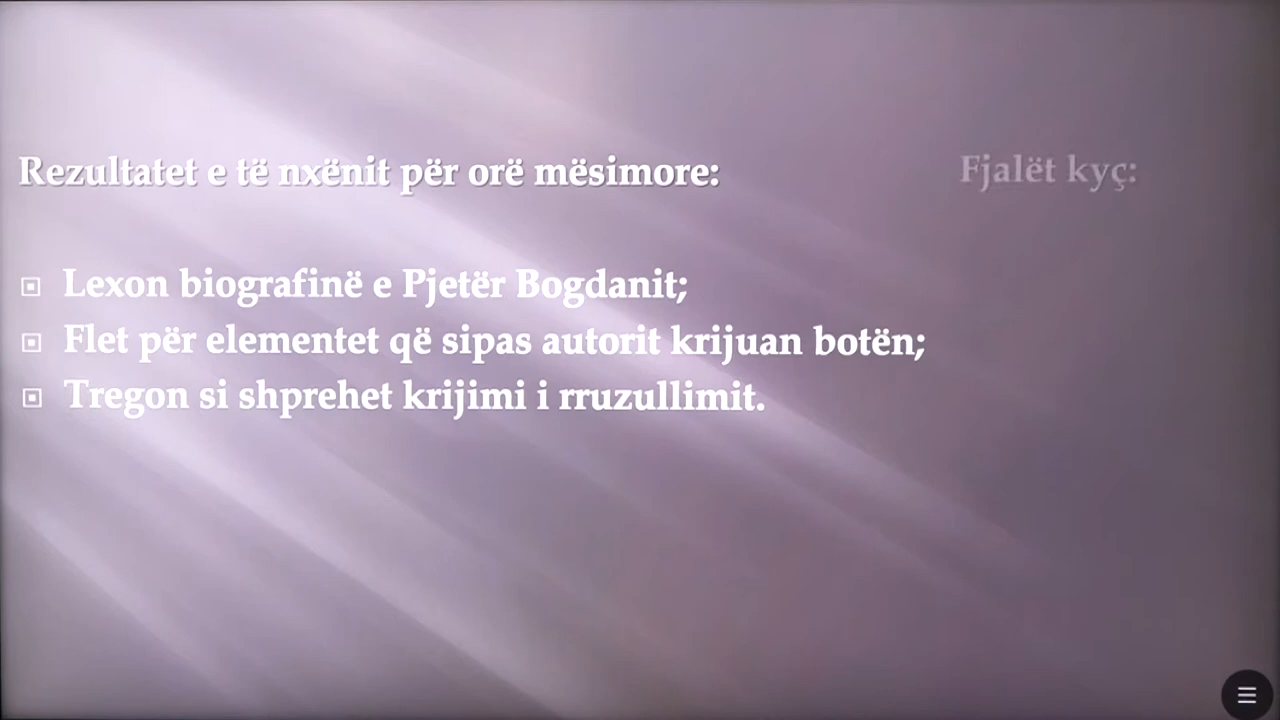 Rezultatet e të nxënit për orë mësimore:
Fjalët kyç:
Lexon biografinë e Pjetër Bogdanit;
Flet për elementet që sipas autorit krijuan botën;
Tregon si shprehet krijimi i rruzullimit.